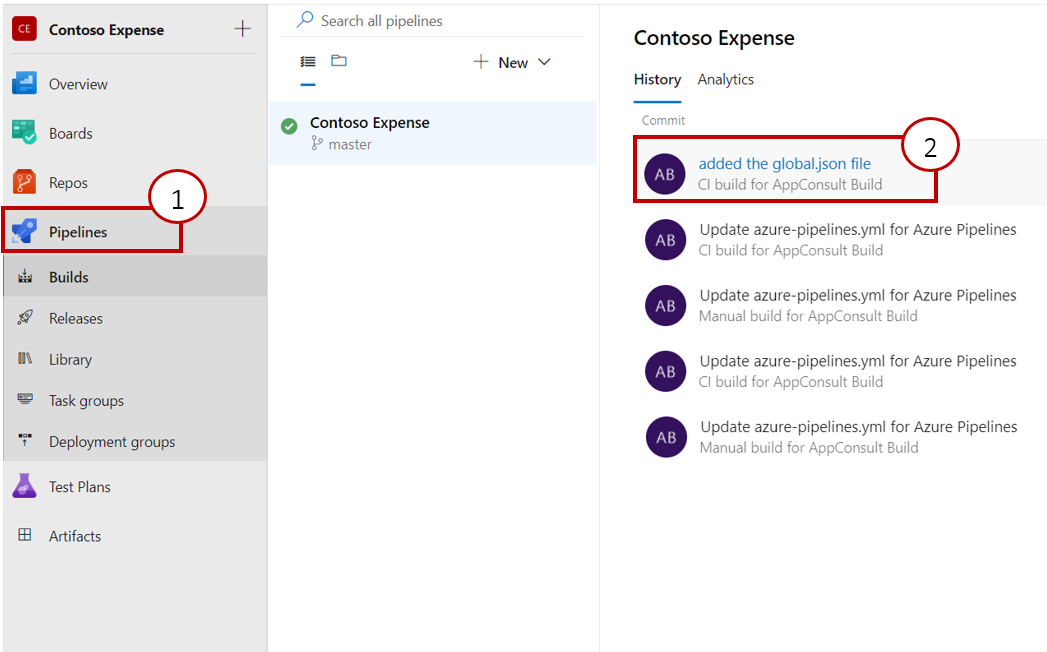 CE
Contoso Expense
Overview
Boards
Repos
1
Pipelines
Builds
Releases
Library
Task groups
Deployment groups
Test Plans
Artifacts
Search all pipelines
New
Contoso Expense
master
Contoso Expense
History Analytics
Commit
2
AB
added the global.json file
CI build for AppConsult Build
AB
Update azure-pipelines.yml for Azure Pipelines
CI build for AppConsult Build
AB
Update azure-pipelines.yml for Azure Pipelines
Manual build for AppConsult Build
AB
Update azure-pipelines.yml for Azure Pipelines
CI build for AppConsult Build
AB
Update azure-pipelines.yml for Azure Pipelines
Manual build for AppConsult Build